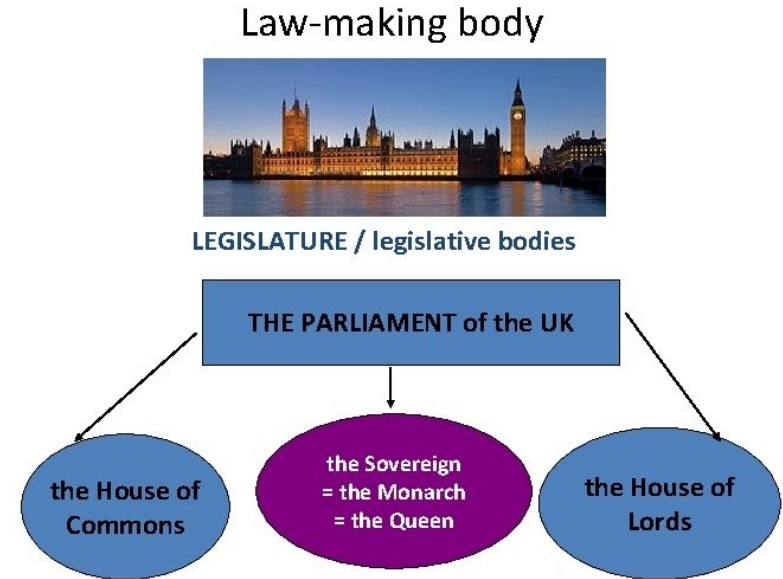 Law-making body
LEGISLATURE / legislative bodies
THE PARLIAMENT of the UK
the House of
Commons
the Sovereign
= the Monarch
= the Queen
the House of
Lords